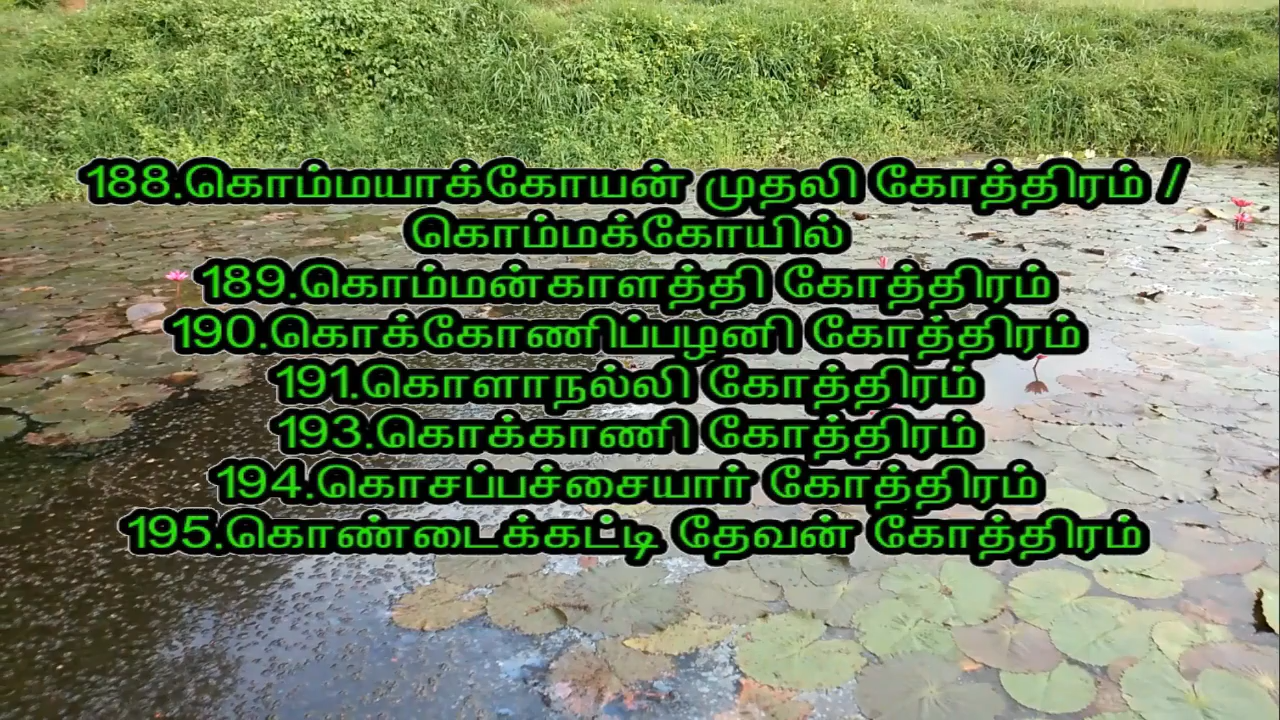 188.கொம்மயாக்கோயன் முதலி கோத்திரம் /
கொம்மக்கோயில்
189.கொம்மன்காளத்தி கோத்திரம்
190.கொக்கோணிப்பழனி கோத்திரம்
191.கொளாநல்லி கோத்திரம்
193.கொக்காணி கோத்திரம்
194.கொசப்பச்சையார் கோத்திரம்
195.கொண்டைக்கட்டி தேவன் கோத்திரம்